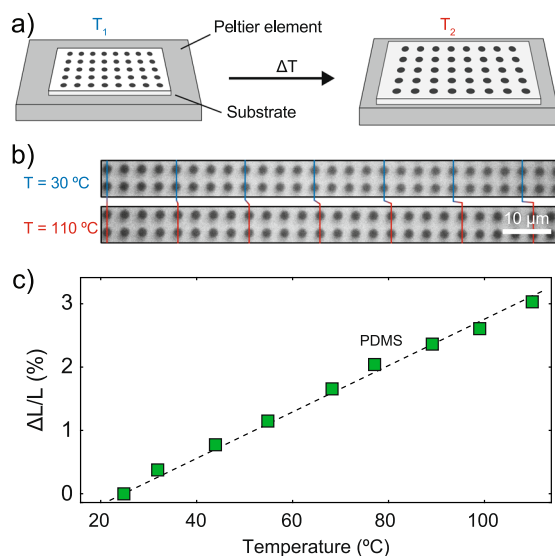 a)
T₁
Peltier element
T₂
ΔT
Substrate
b)
T = 30 ºC
T = 110 ºC
10 µm
c)
3
2
1
0
PDMS
ΔL/L (%)
20
40
60
80
100
Temperature (ºC)